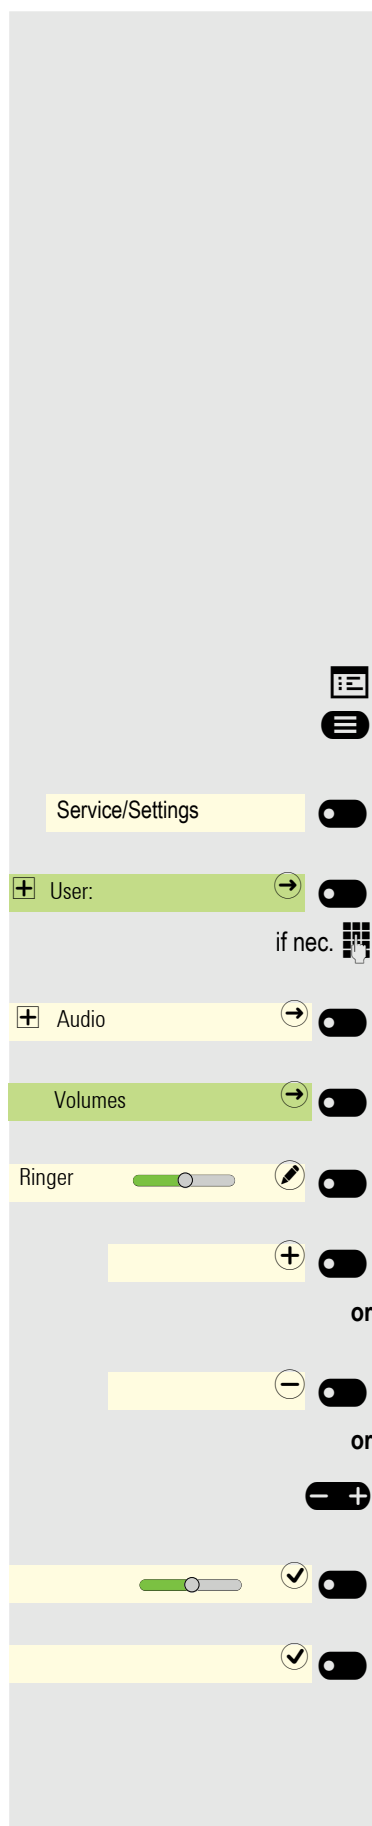 Service/Settings
User:
if nec.
Audio
Volumes
Ringer
or
or